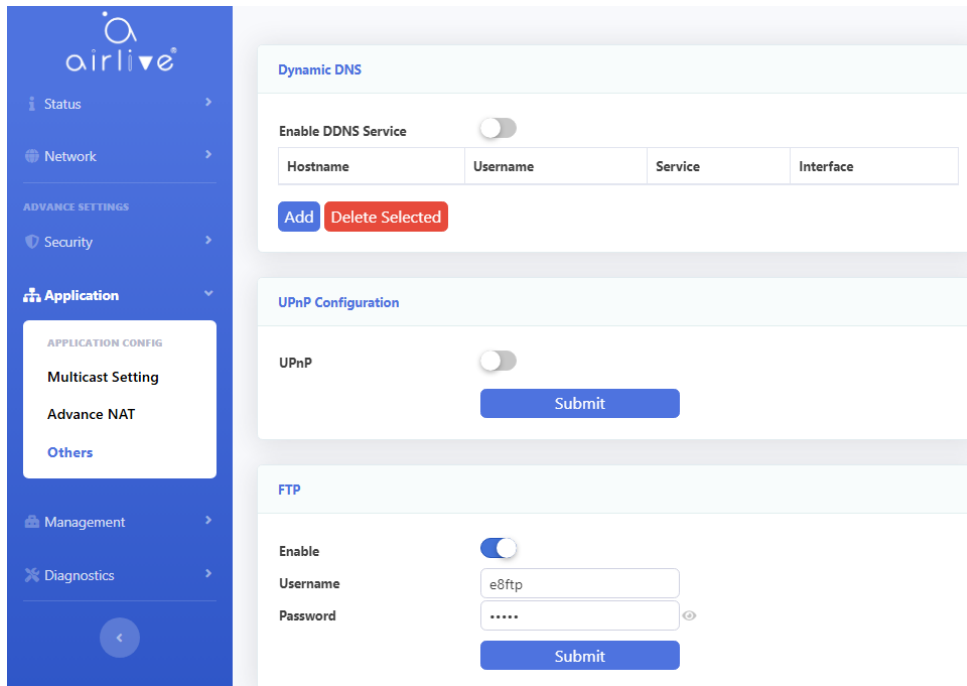 airlive®
Status
Network
ADVANCE SETTINGS
Security
Application
APPLICATION CONFIG
Multicast Setting
Advance NAT
Others
Management
Diagnostics
Dynamic DNS
Enable DDNS Service
Hostname Username Service Interface
Add Delete Selected
UPnP Configuration
UPnP
Submit
FTP
Enable
Username e8ftp
Password •••••
Submit